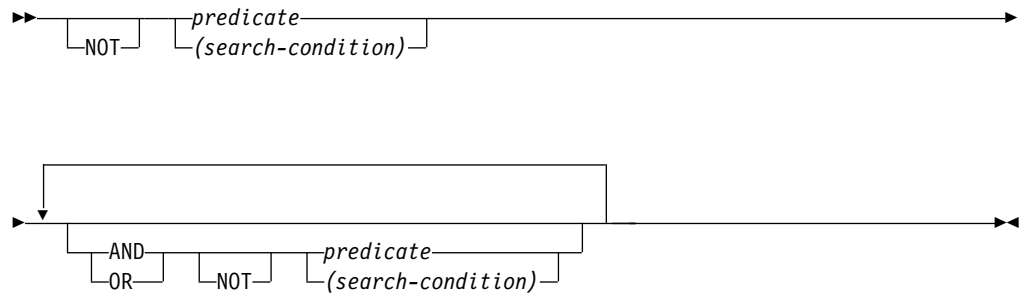 predicate
NOT (search-condition)
AND predicate
OR NOT (search-condition)